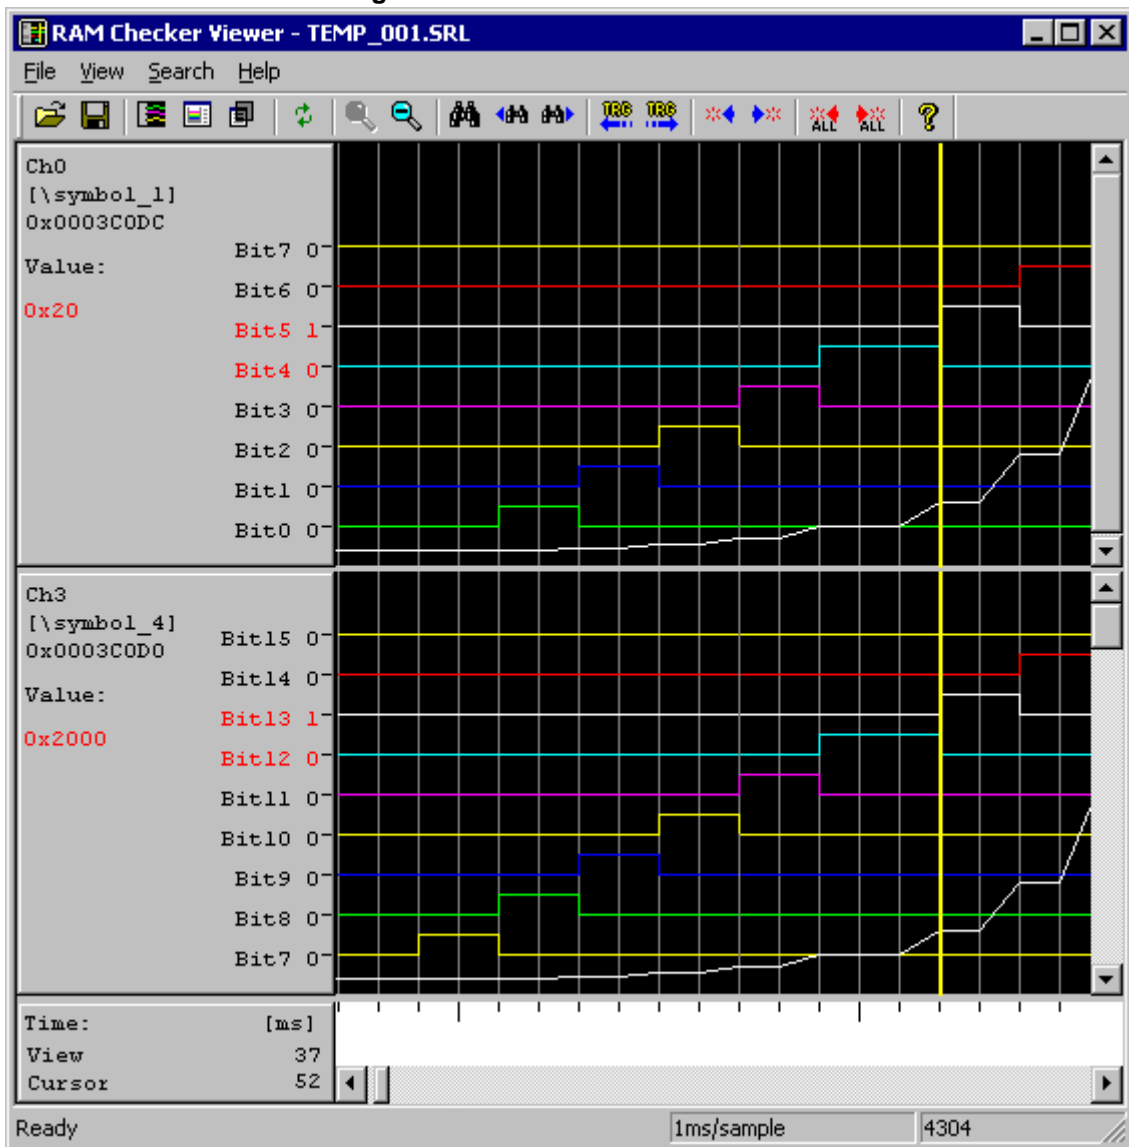 RAM Checker Viewer - TEMP_001.SRL
File View Search Help
TRG TRG ALL ALL ?
Ch0
[\symbol_1]
0x0003C0DC
Bit7 0
Value:
Bit6 0
0x20
Bit5 1
Bit4 0
Bit3 0
Bit2 0
Bit1 0
Bit0 0
Ch3
[\symbol_4]
Bit15 0
0x0003C0D0
Bit14 0
Value:
Bit13 1
0x2000
Bit12 0
Bit11 0
Bit10 0
Bit9 0
Bit8 0
Bit7 0
Time: [ms]
View 37
Cursor 52
Ready 1ms/sample 4304